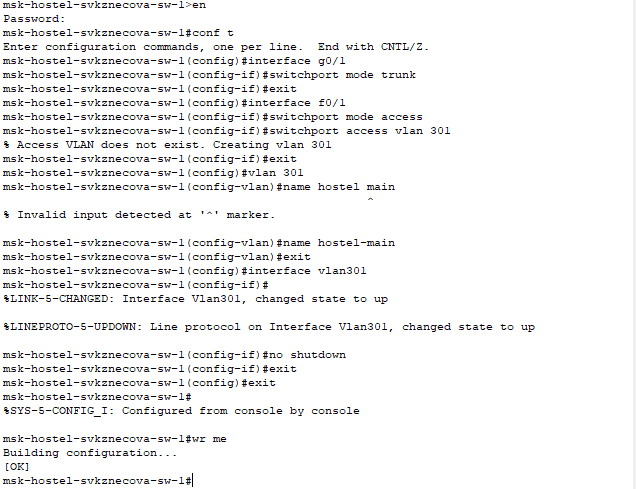 msk-hostel-svkznecova-sw-1>en
Password:
msk-hostel-svkznecova-sw-1#conf t
Enter configuration commands, one per line.  End with CNTL/Z.
msk-hostel-svkznecova-sw-1(config)#interface g0/1
msk-hostel-svkznecova-sw-1(config-if)#switchport mode trunk
msk-hostel-svkznecova-sw-1(config-if)#exit
msk-hostel-svkznecova-sw-1(config)#interface f0/1
msk-hostel-svkznecova-sw-1(config-if)#switchport mode access
msk-hostel-svkznecova-sw-1(config-if)#switchport access vlan 301
% Access VLAN does not exist. Creating vlan 301
msk-hostel-svkznecova-sw-1(config-if)#exit
msk-hostel-svkznecova-sw-1(config)#vlan 301
msk-hostel-svkznecova-sw-1(config-vlan)#name hostel main
^
% Invalid input detected at '^' marker.
msk-hostel-svkznecova-sw-1(config-vlan)#name hostel-main
msk-hostel-svkznecova-sw-1(config-vlan)#exit
msk-hostel-svkznecova-sw-1(config)#interface vlan301
msk-hostel-svkznecova-sw-1(config-if)#
%LINK-5-CHANGED: Interface Vlan301, changed state to up
%LINEPROTO-5-UPDOWN: Line protocol on Interface Vlan301, changed state to up
msk-hostel-svkznecova-sw-1(config-if)#no shutdown
msk-hostel-svkznecova-sw-1(config-if)#exit
msk-hostel-svkznecova-sw-1(config)#exit
msk-hostel-svkznecova-sw-1#
%SYS-5-CONFIG_I: Configured from console by console
msk-hostel-svkznecova-sw-1#wr me
Building configuration...
[OK]
msk-hostel-svkznecova-sw-1#